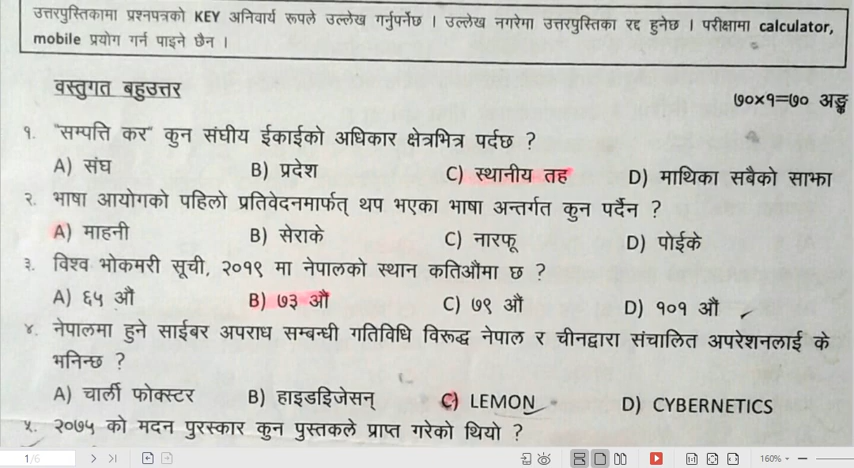 उत्तरपुस्तिकामा प्रश्नपत्रको KEY अनिवार्य रूपले उल्लेख गर्नुपर्नेछ । उल्लेख नगरेमा उत्तरपुस्तिका रद्द हुनेछ । परीक्षामा calculator,
mobile प्रयोग गर्न पाइने छैन ।
वस्तुगत बहुउत्तर
७०x१=७० अङ्क
१. "सम्पत्ति कर" कुन संघीय ईकाईको अधिकार क्षेत्रभित्र पर्दछ ?
A) संघ B) प्रदेश C) स्थानीय तह D) माथिका सबैको साझा
२. भाषा आयोगको पहिलो प्रतिवेदनमार्फत् थप भएका भाषा अन्तर्गत कुन पर्दैन ?
A) माहनी B) सेराके C) नारफू D) पोईके
३. विश्व भोकमरी सूची, २०१९ मा नेपालको स्थान कतिऔंमा छ ?
A) ६५ औं B) ७३ औं C) ७९ औं D) १०१ औं
४. नेपालमा हुने साईबर अपराध सम्बन्धी गतिविधि विरूद्ध नेपाल र चीनद्वारा संचालित अपरेशनलाई के
भनिन्छ ?
A) चार्ली फोक्स्टर B) हाइडइिजेसन् C) LEMON D) CYBERNETICS
५. २०७५ को मदन पुरस्कार कुन पुस्तकले प्राप्त गरेको थियो ?
1/6 160%